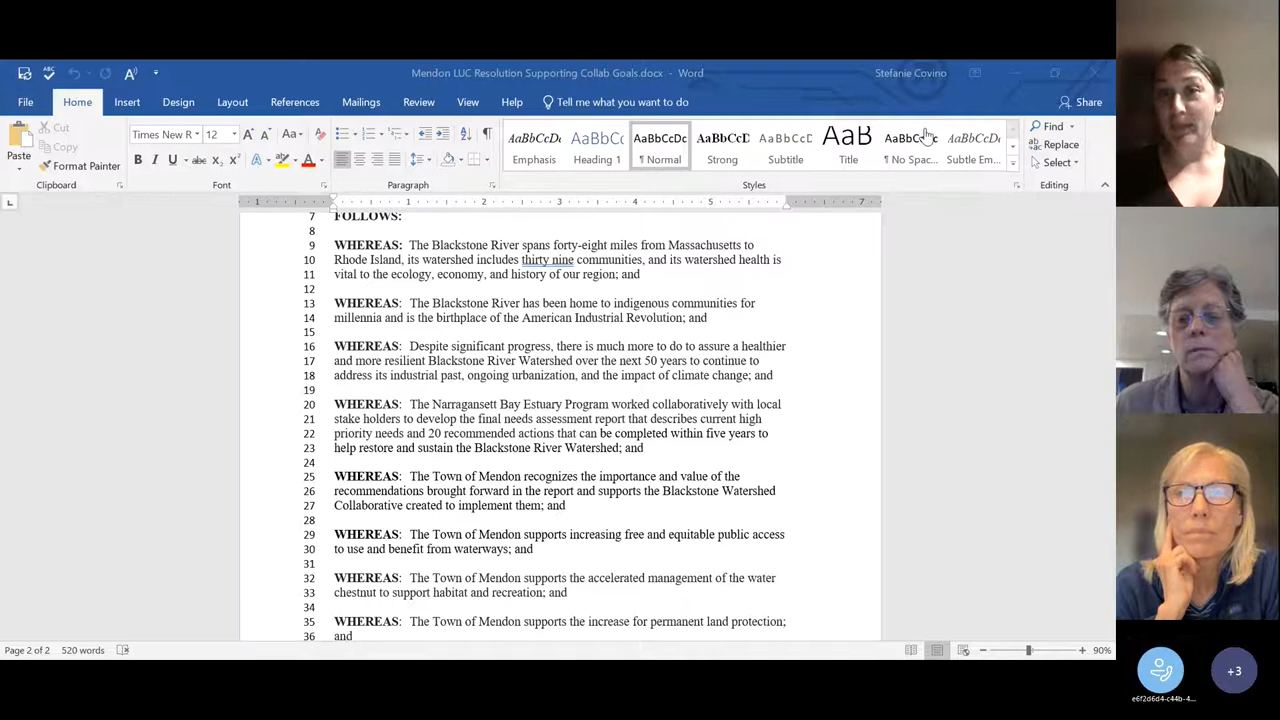 Mendon LUC Resolution Supporting Collab Goals.docx - Word
Stefanie Covino
File Home Insert Design Layout References Mailings Review View Help Tell me what you want to do Share
Paste
Cut
Copy
Format Painter
Times New R 12
Aa
B I U abc X2 X2
AaBbCcDc AaBbCc AaBbCcDc AaBbCcD AaBbCcD AaB AaBbCc AaBbCcDc
Emphasis Heading 1 ¶ Normal Strong Subtitle Title ¶ No Spac... Subtle Em...
Find
Replace
Select
Clipboard Font Paragraph Styles Editing
1 1 2 3 4 5 6 7
7 FOLLOWS:
8
9 WHEREAS: The Blackstone River spans forty-eight miles from Massachusetts to
10 Rhode Island, its watershed includes thirty nine communities, and its watershed health is
11 vital to the ecology, economy, and history of our region; and
12
13 WHEREAS: The Blackstone River has been home to indigenous communities for
14 millennia and is the birthplace of the American Industrial Revolution; and
15
16 WHEREAS: Despite significant progress, there is much more to do to assure a healthier
17 and more resilient Blackstone River Watershed over the next 50 years to continue to
18 address its industrial past, ongoing urbanization, and the impact of climate change; and
19
20 WHEREAS: The Narragansett Bay Estuary Program worked collaboratively with local
21 stake holders to develop the final needs assessment report that describes current high
22 priority needs and 20 recommended actions that can be completed within five years to
23 help restore and sustain the Blackstone River Watershed; and
24
25 WHEREAS: The Town of Mendon recognizes the importance and value of the
26 recommendations brought forward in the report and supports the Blackstone Watershed
27 Collaborative created to implement them; and
28
29 WHEREAS: The Town of Mendon supports increasing free and equitable public access
30 to use and benefit from waterways; and
31
32 WHEREAS: The Town of Mendon supports the accelerated management of the water
33 chestnut to support habitat and recreation; and
34
35 WHEREAS: The Town of Mendon supports the increase for permanent land protection;
36 and
Page 2 of 2 520 words 90%
+3
e6f2d6d4-c44b-4...